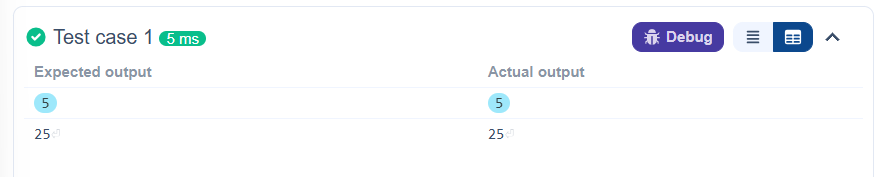 Test case 1 5 ms Debug
Expected output Actual output
5 5
25⏎ 25⏎